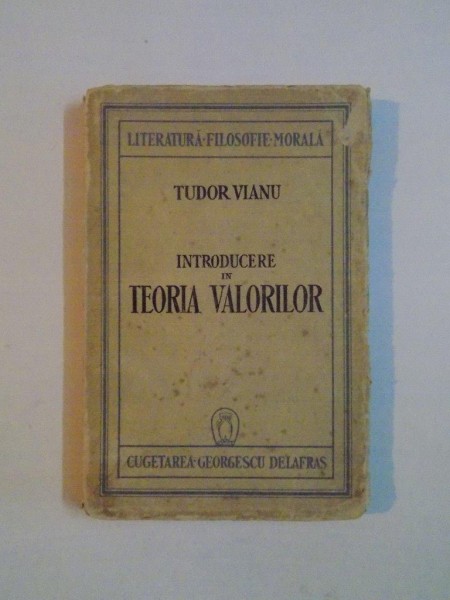 LITERATURĂ·FILOSOFIE·MORALĂ
TUDOR VIANU
INTRODUCERE
IN
TEORIA VALORILOR
CUGETAREA·GEORGESCU DELAFRAS